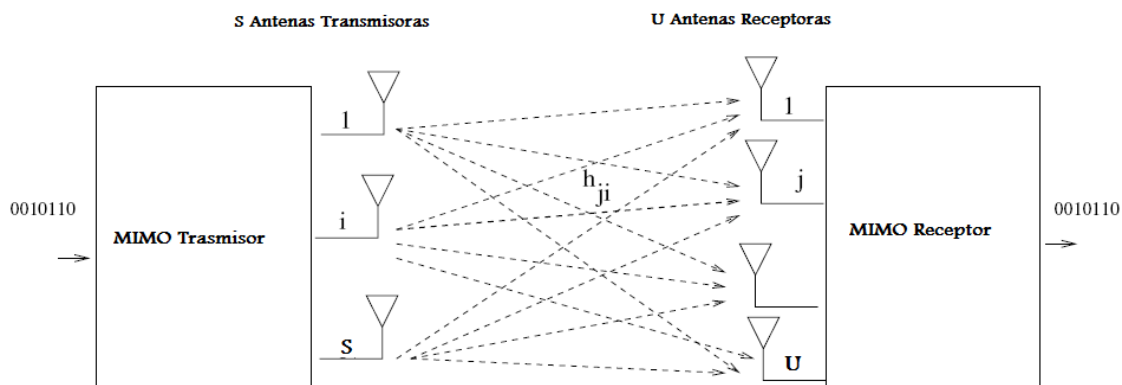 S Antenas Transmisoras
U Antenas Receptoras
1
1
h
ji
j
0010110
i
MIMO Trasmisor
MIMO Receptor
0010110
S
U